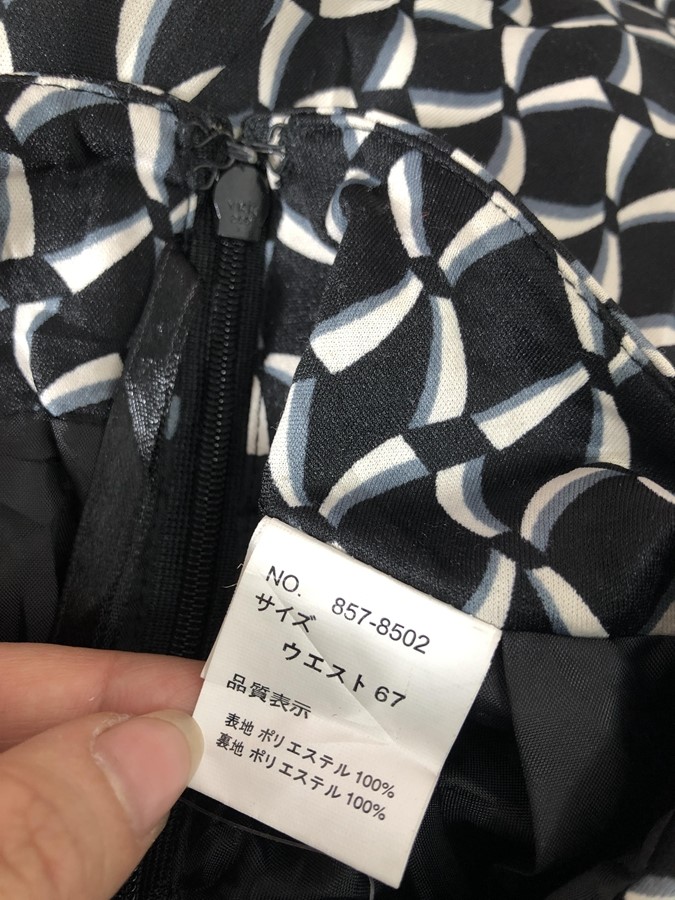 NO. 857-8502
サイズ
ウエスト 67
品質表示
表地 ポリエステル 100%
裏地 ポリエステル 100%